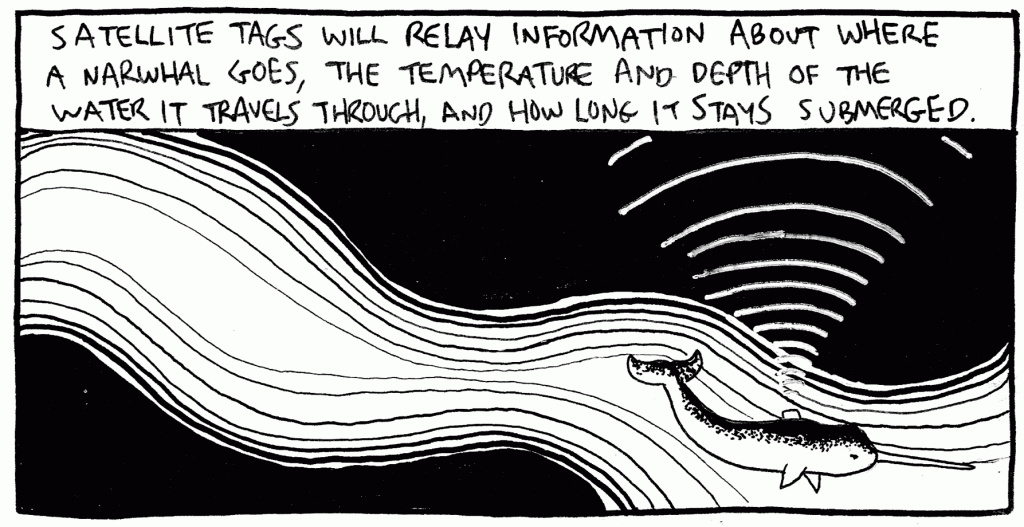 SATELLITE TAGS WILL RELAY INFORMATION ABOUT WHERE
A NARWHAL GOES, THE TEMPERATURE AND DEPTH OF THE
WATER IT TRAVELS THROUGH, AND HOW LONG IT STAYS SUBMERGED.